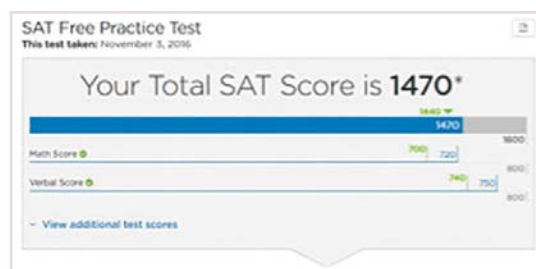 SAT Free Practice Test
This test taken: November 3, 2016
Your Total SAT Score is 1470*
1440
1470
1600
Math Score 700 720
800
Verbal Score 740 750
800
View additional test scores